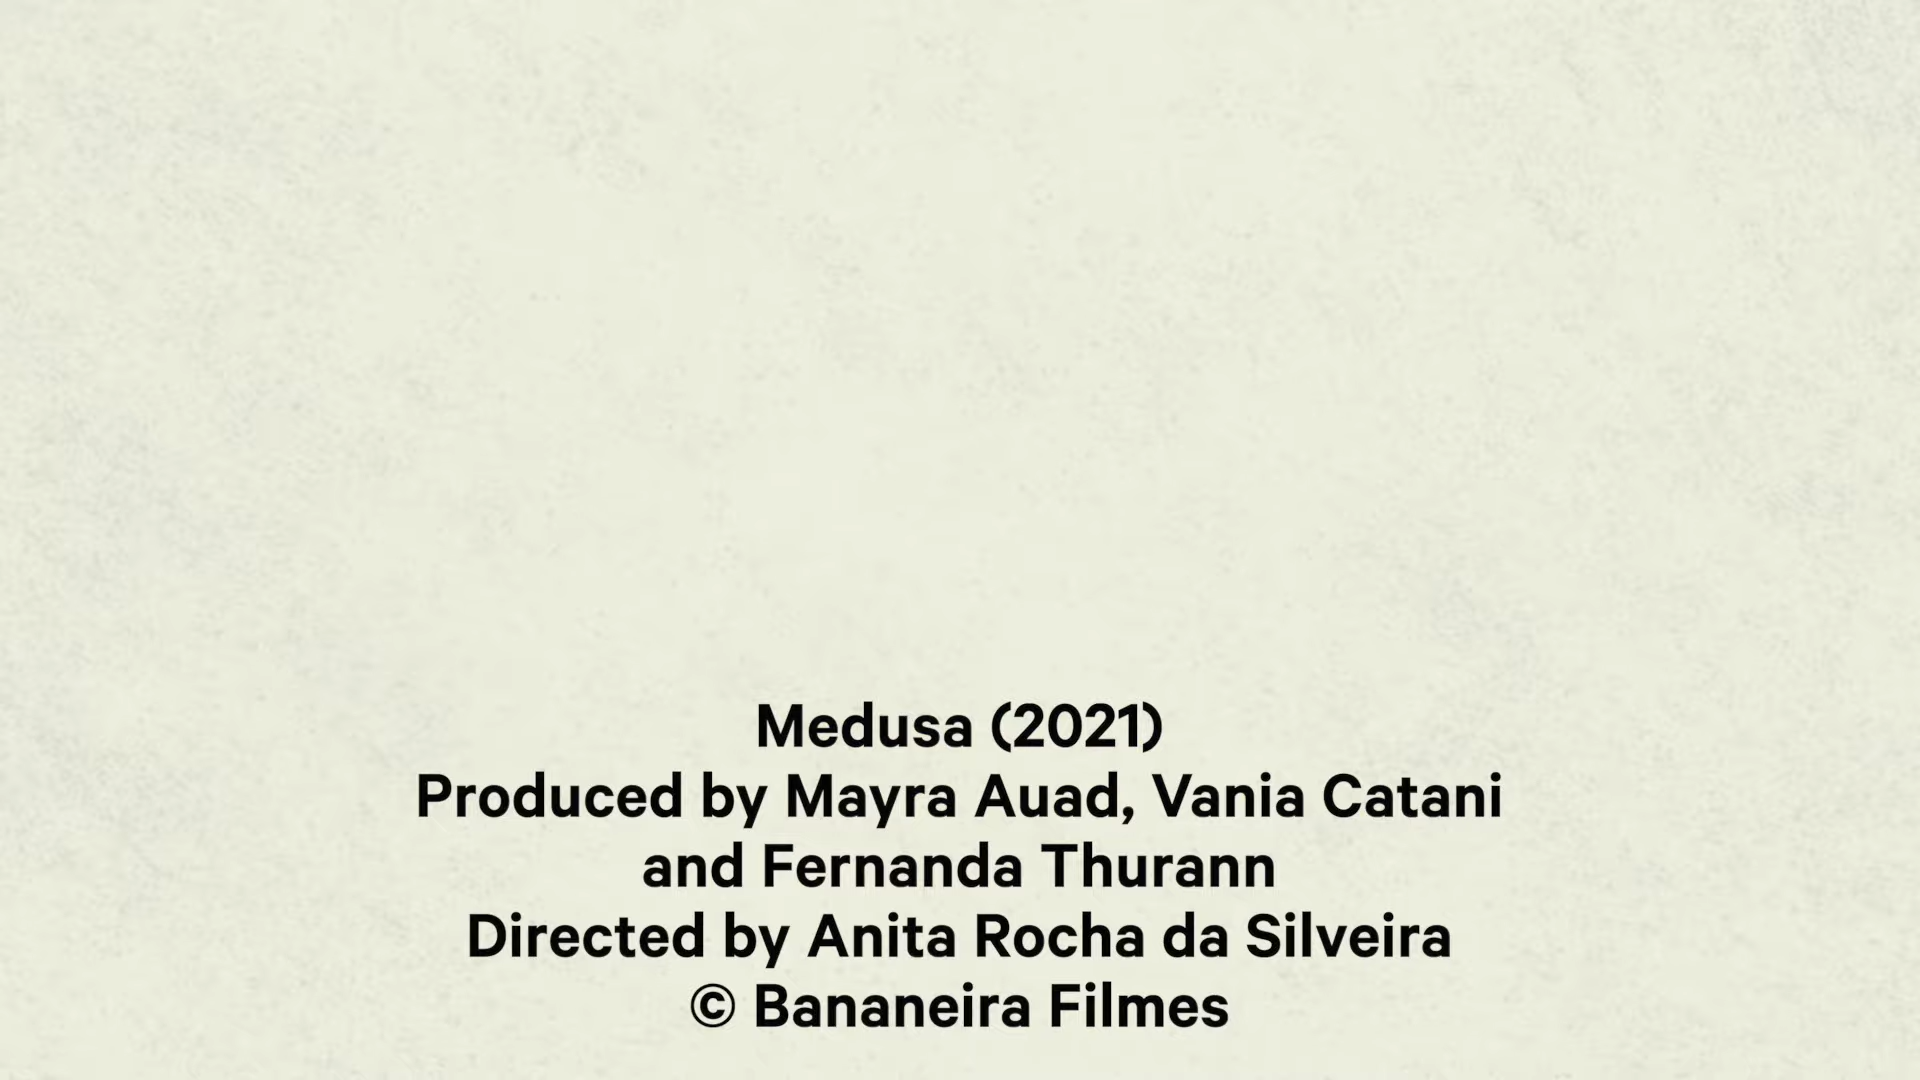 Medusa (2021)
Produced by Mayra Auad, Vania Catani
and Fernanda Thurann
Directed by Anita Rocha da Silveira
© Bananeira Filmes